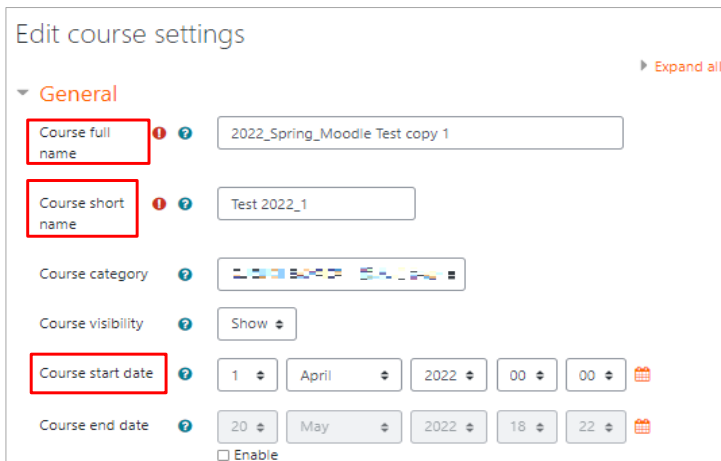 Edit course settings
Expand all
General
Course full name
2022_Spring_Moodle Test copy 1
Course short name
Test 2022_1
Course category
Course visibility
Show
Course start date
1 April 2022 00 00
Course end date
20 May 2022 18 22
Enable